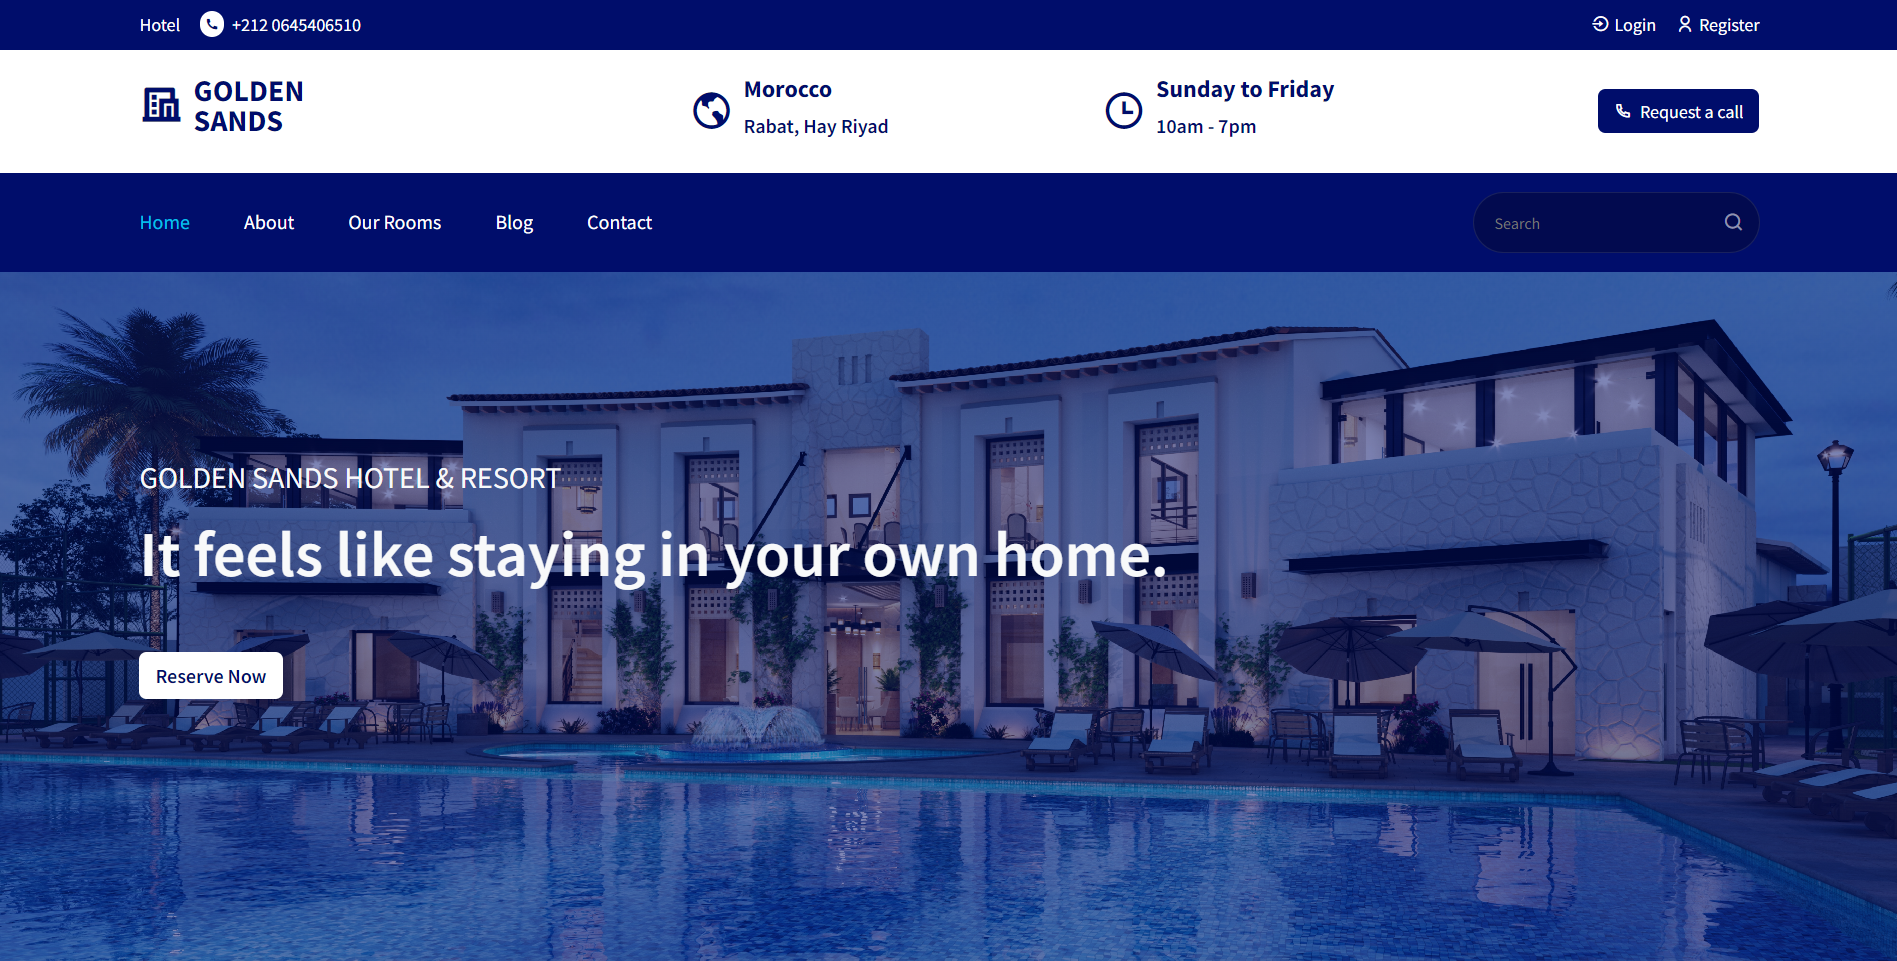 Hotel +212 0645406510 Login Register
GOLDEN
SANDS
Morocco
Rabat, Hay Riyad
Sunday to Friday
10am - 7pm
Request a call
Home About Our Rooms Blog Contact Search
GOLDEN SANDS HOTEL & RESORT
It feels like staying in your own home.
Reserve Now